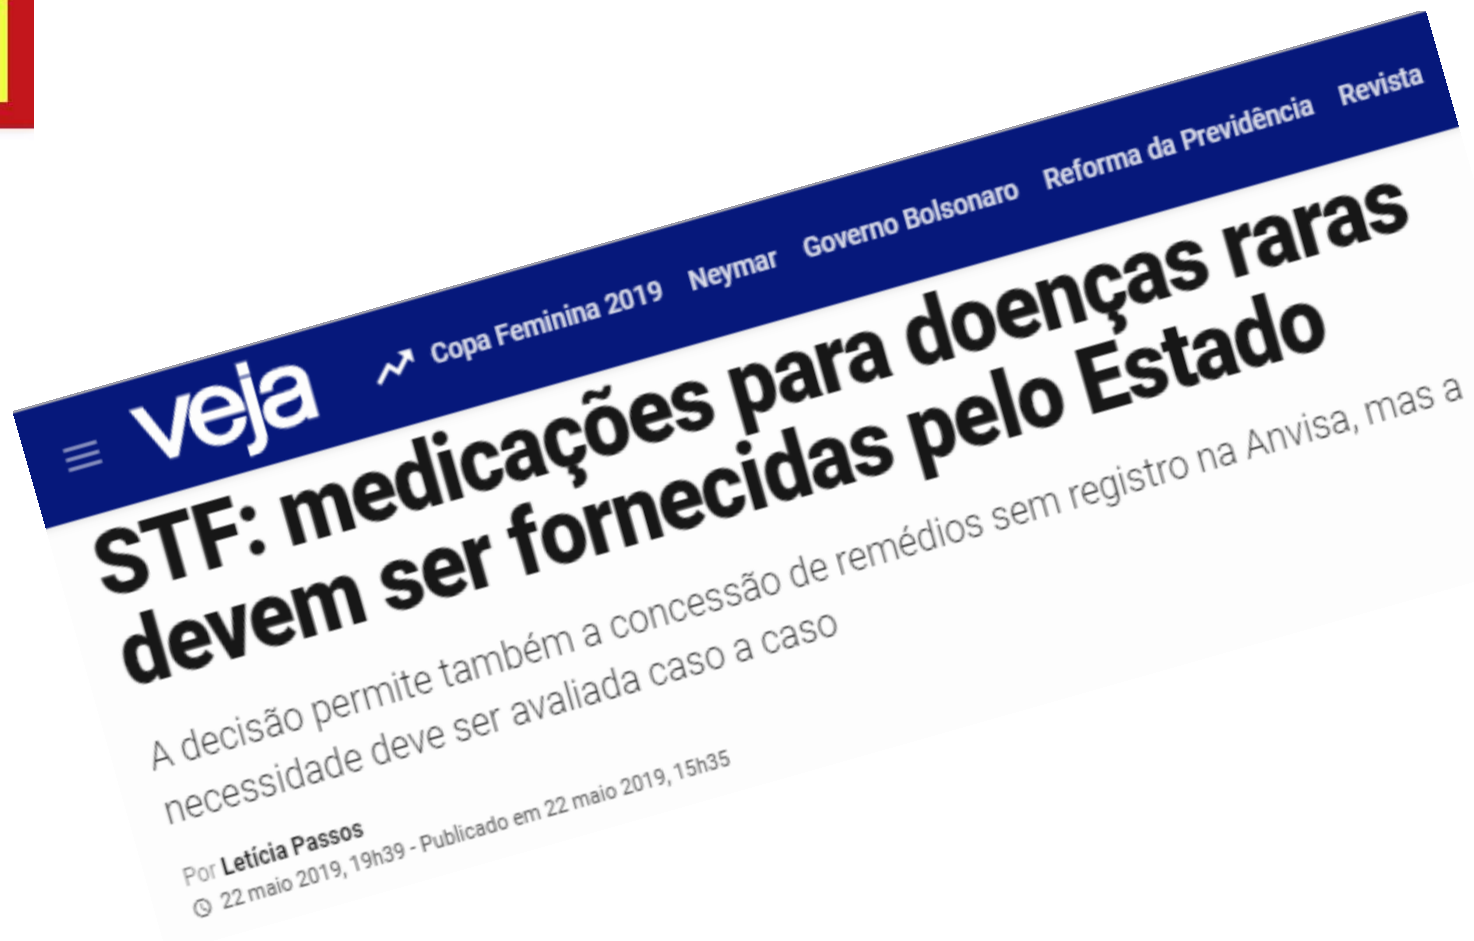 veja
Copa Feminina 2019 Neymar Governo Bolsonaro Reforma da Previdência Revista
STF: medicações para doenças raras
devem ser fornecidas pelo Estado
A decisão permite também a concessão de remédios sem registro na Anvisa, mas a
necessidade deve ser avaliada caso a caso
Por Letícia Passos
22 maio 2019, 19h39 - Publicado em 22 maio 2019, 15h35